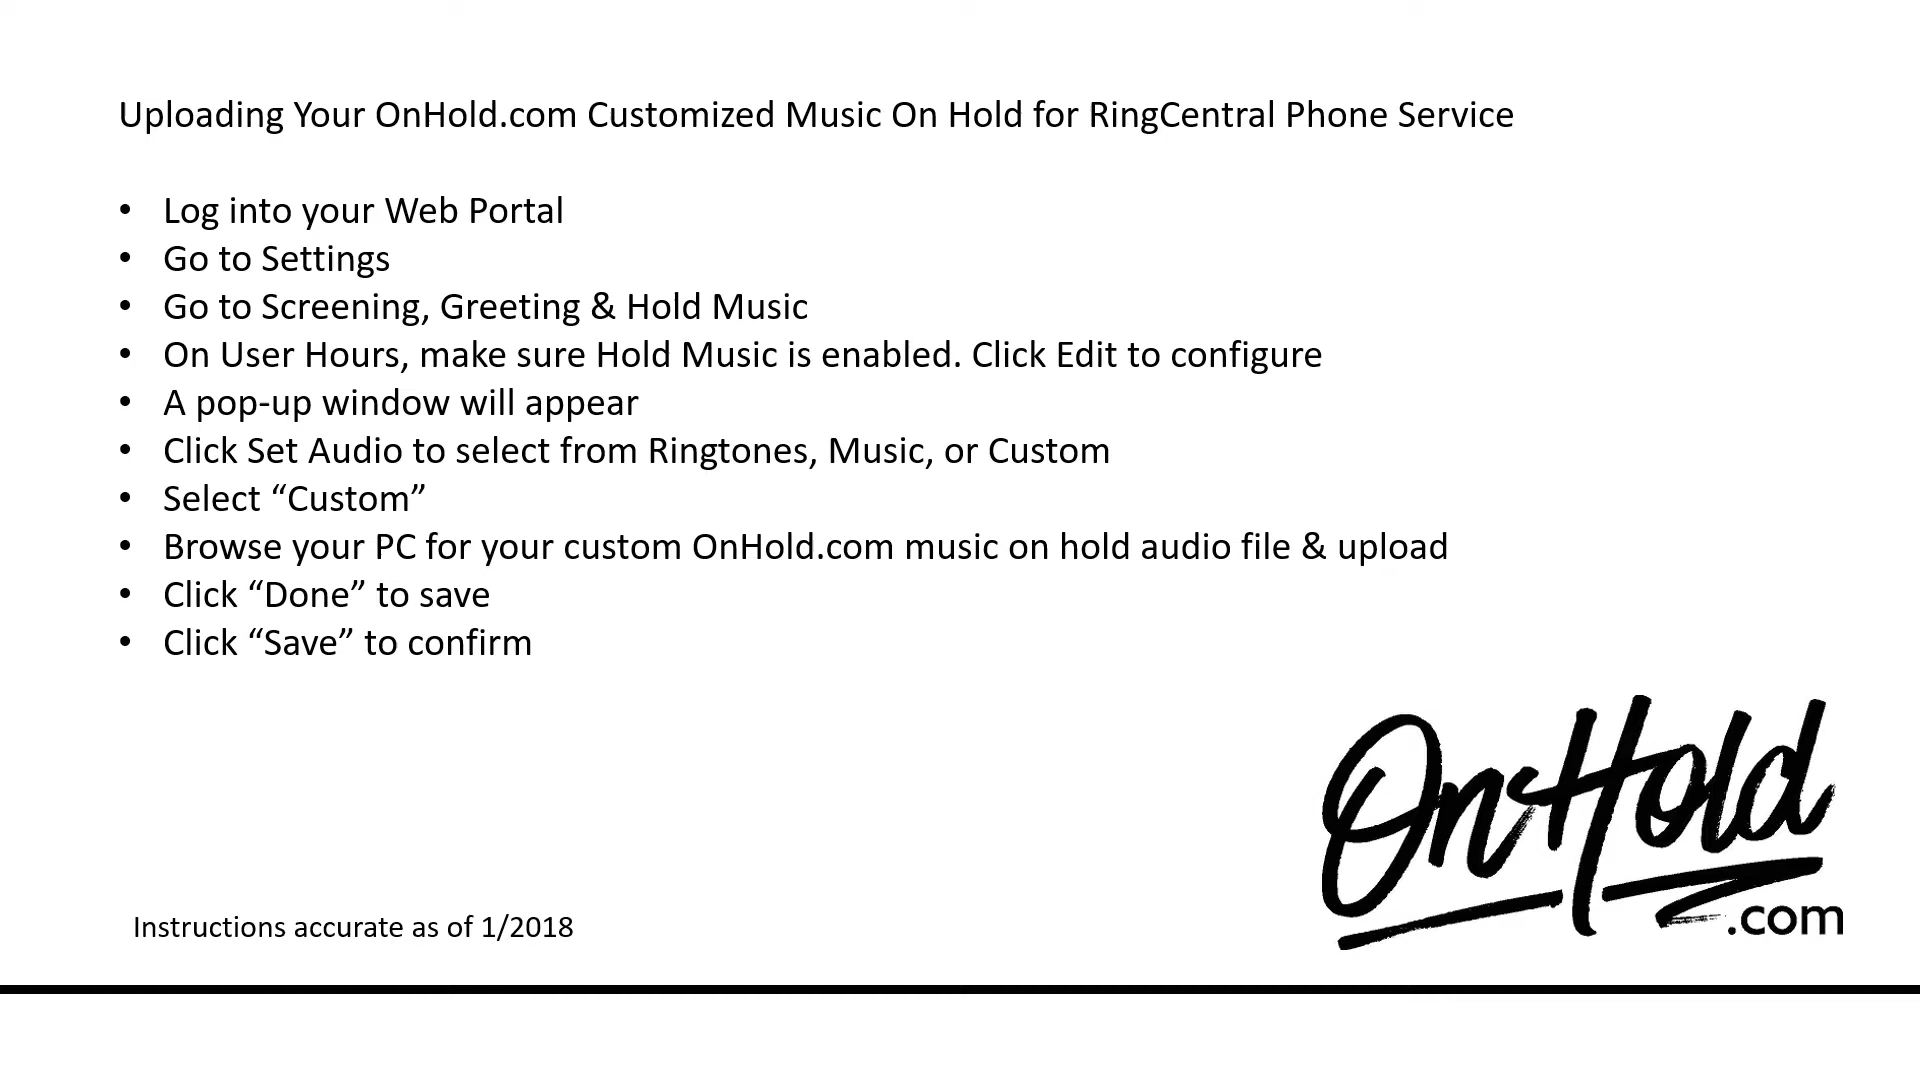 Uploading Your OnHold.com Customized Music On Hold for RingCentral Phone Service
• Log into your Web Portal
• Go to Settings
• Go to Screening, Greeting & Hold Music
• On User Hours, make sure Hold Music is enabled. Click Edit to configure
• A pop-up window will appear
• Click Set Audio to select from Ringtones, Music, or Custom
• Select “Custom”
• Browse your PC for your custom OnHold.com music on hold audio file & upload
• Click “Done” to save
• Click “Save” to confirm
OnHold
.com
Instructions accurate as of 1/2018